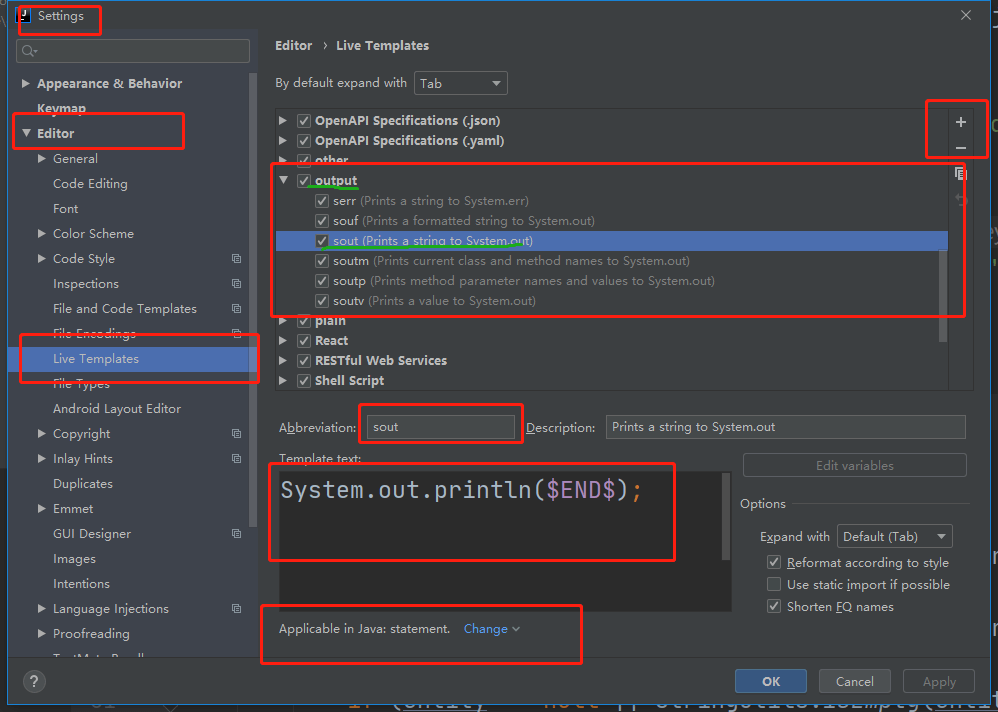 Settings
Editor › Live Templates
By default expand with Tab
Appearance & Behavior
Keymap
Editor
General
Code Editing
Font
Color Scheme
Code Style
Inspections
File and Code Templates
File Encodings
Live Templates
File Types
Android Layout Editor
Copyright
Inlay Hints
Duplicates
Emmet
GUI Designer
Images
Intentions
Language Injections
Proofreading
OpenAPI Specifications (.json)
OpenAPI Specifications (.yaml)
other
output
serr (Prints a string to System.err)
souf (Prints a formatted string to System.out)
sout (Prints a string to System.out)
soutm (Prints current class and method names to System.out)
soutp (Prints method parameter names and values to System.out)
soutv (Prints a value to System.out)
plain
React
RESTful Web Services
Shell Script
Abbreviation: sout Description: Prints a string to System.out
Template text:
System.out.println($END$);
Edit variables
Options
Expand with Default (Tab)
Reformat according to style
Use static import if possible
Shorten FQ names
Applicable in Java: statement. Change
? OK Cancel Apply